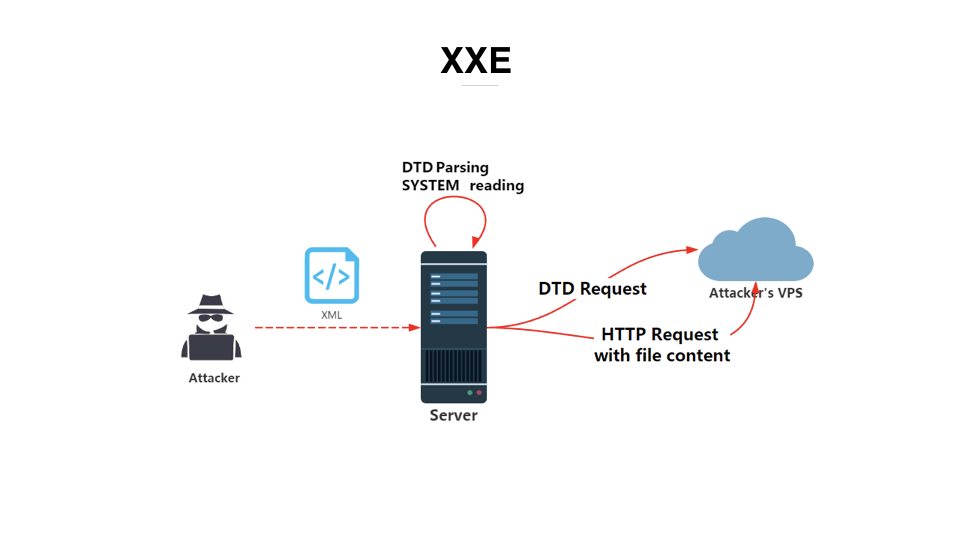 XXE
DTD Parsing
SYSTEM reading
</>
XML
DTD Request
Attacker's VPS
HTTP Request
with file content
Attacker
Server